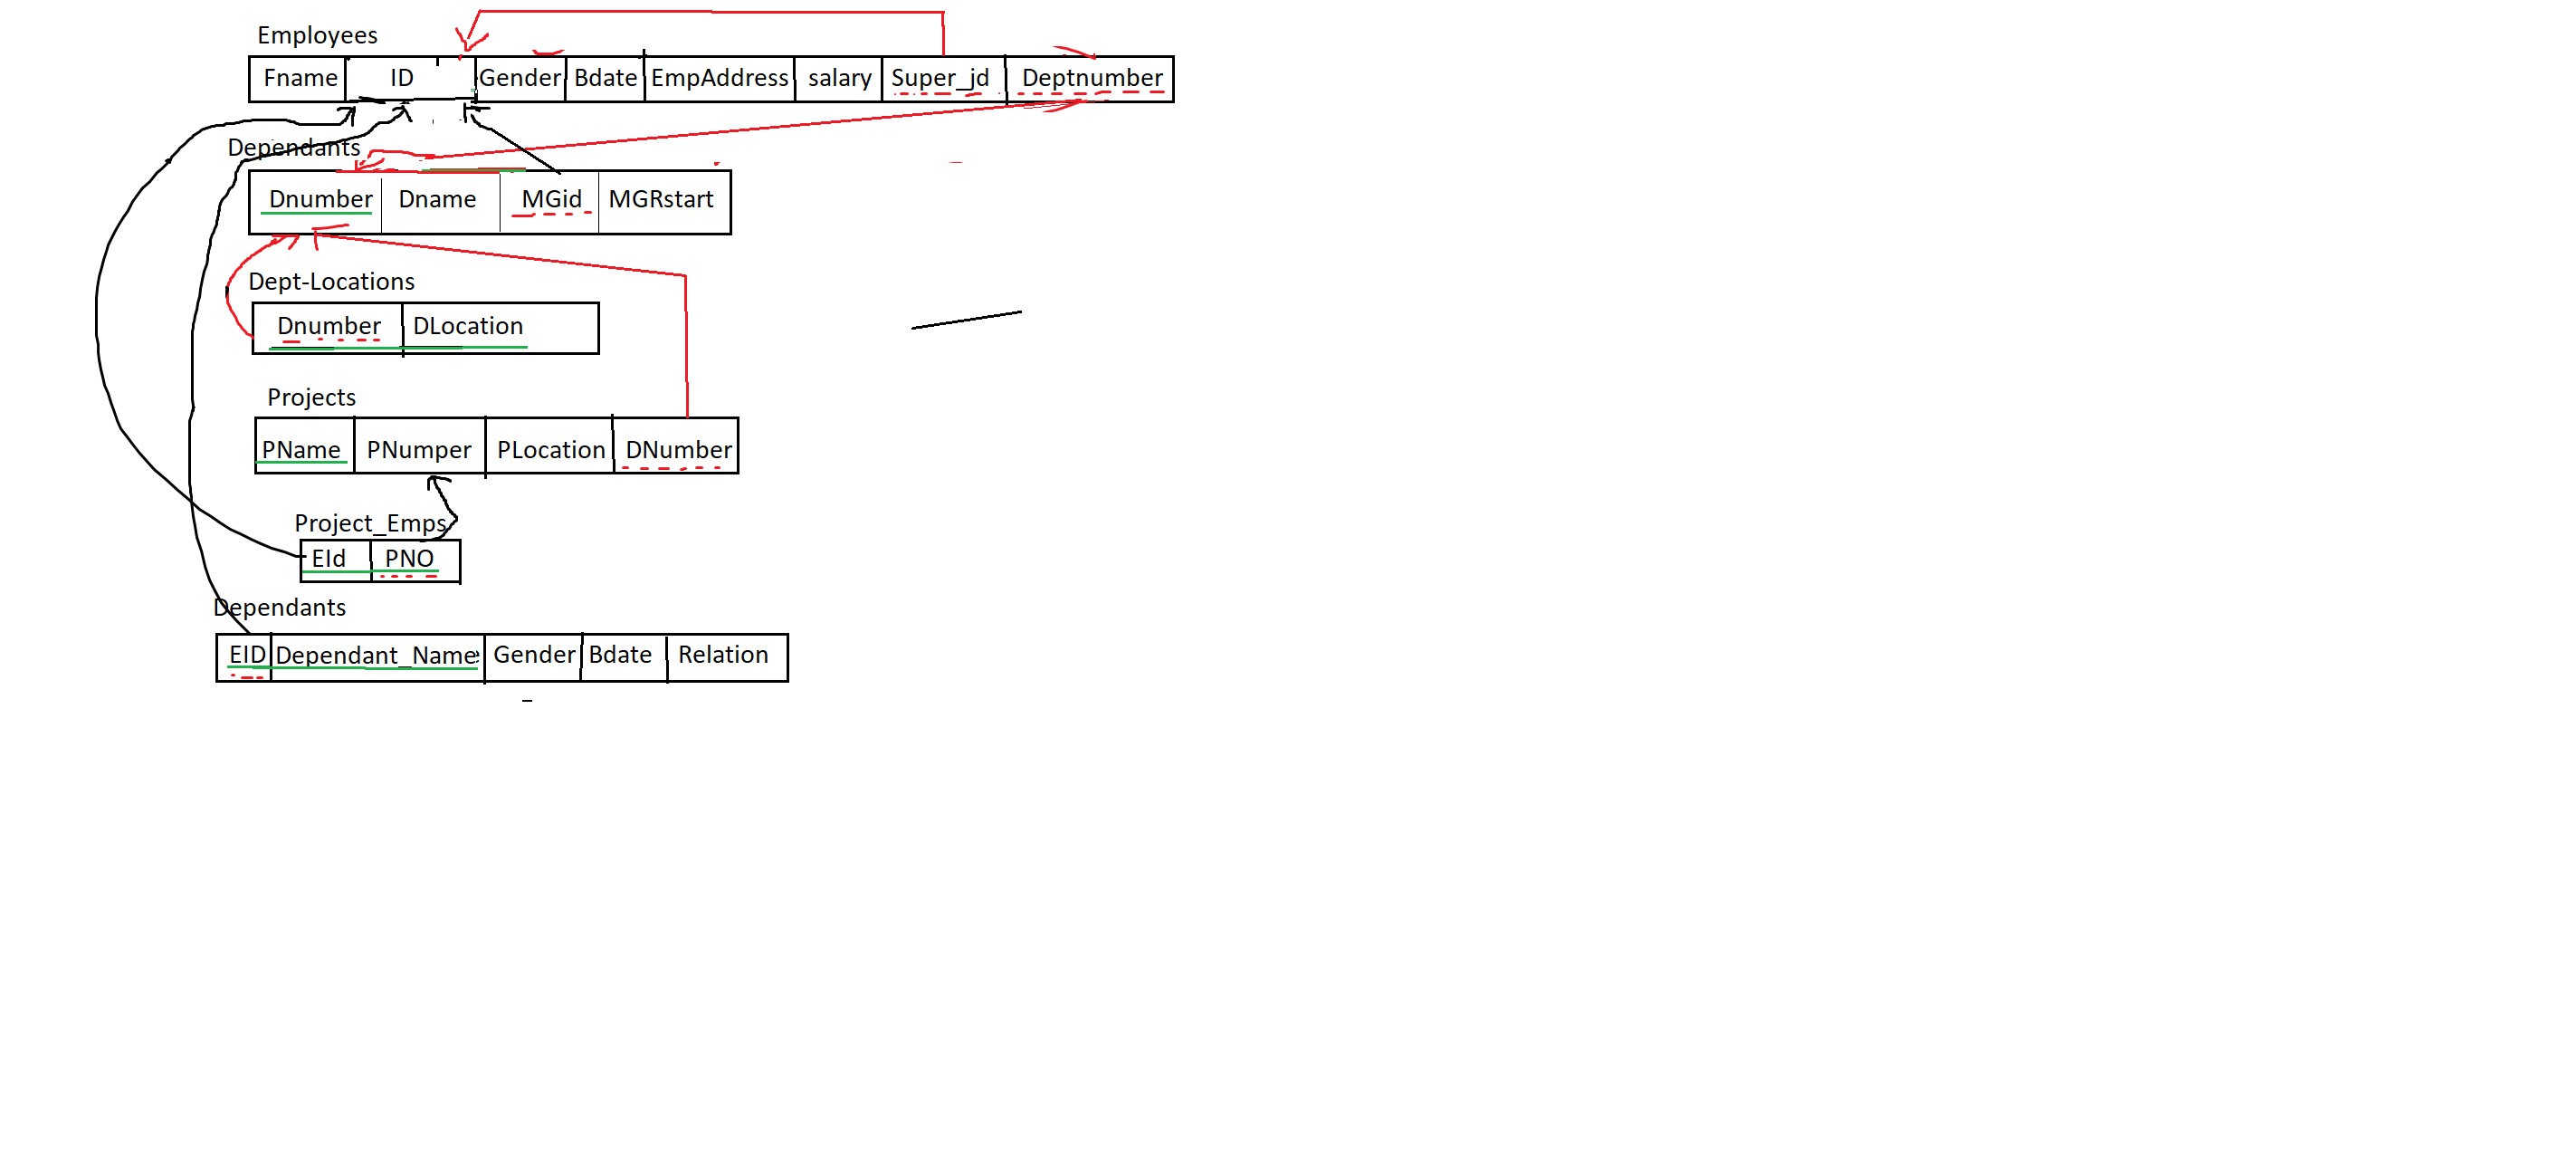 Employees
Fname ID Gender Bdate EmpAddress salary Super_jd Deptnumber
Dependants
Dnumber Dname MGid MGRstart
Dept-Locations
Dnumber DLocation
Projects
PName PNumper PLocation DNumber
Project_Emps
EId PNO
Dependants
EID Dependant_Name Gender Bdate Relation